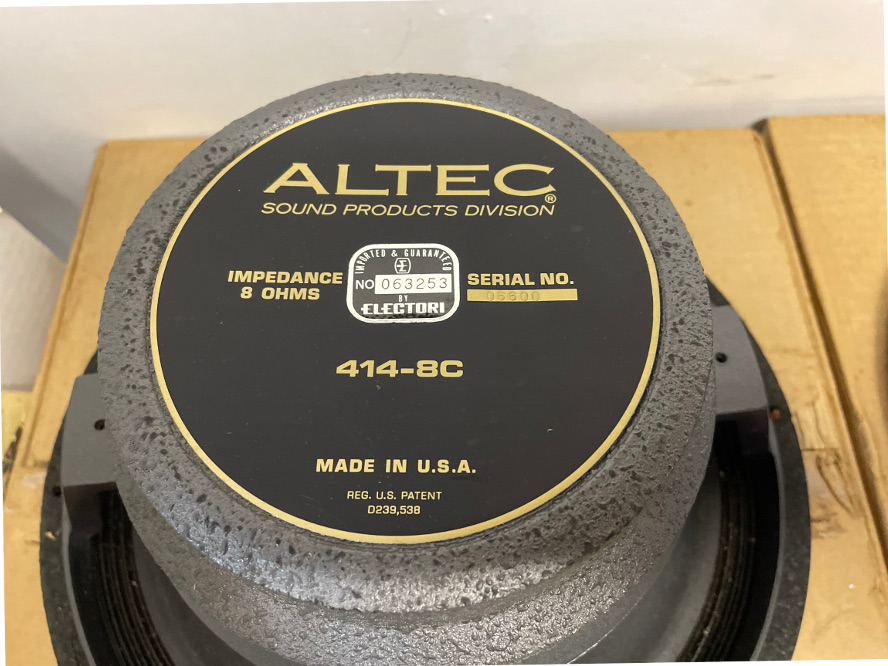 ALTEC®
SOUND PRODUCTS DIVISION
IMPEDANCE
8 OHMS
IMPORTED & GUARANTEED
E
NO 063253
BY
ELECTORI
SERIAL NO.
05600
414-8C
MADE IN U.S.A.
REG. U.S. PATENT
D239,538